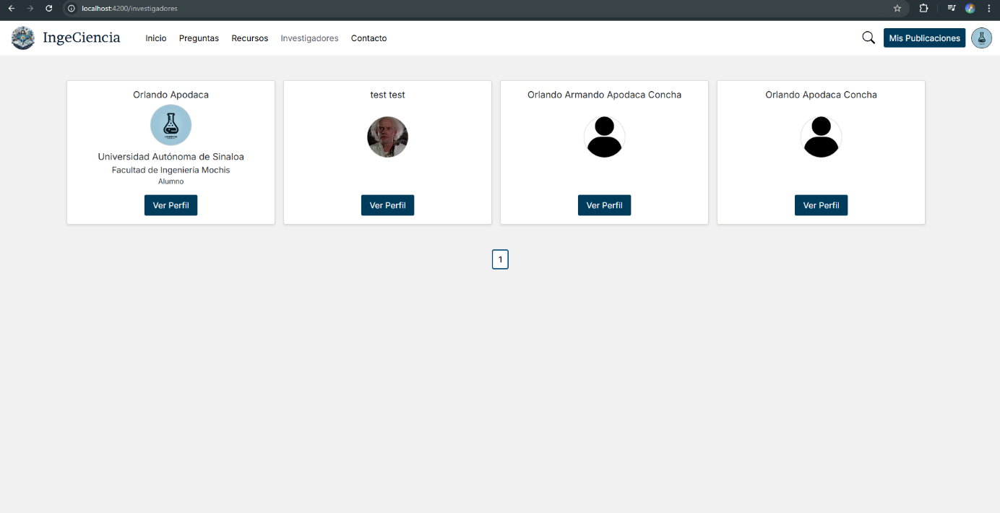 localhost:4200/investigadores
IngeCiencia
Inicio Preguntas Recursos Investigadores Contacto
Mis Publicaciones
Orlando Apodaca
Universidad Autónoma de Sinaloa
Facultad de Ingeniería Mochis
Alumno
Ver Perfil
test test
Ver Perfil
Orlando Armando Apodaca Concha
Ver Perfil
Orlando Apodaca Concha
Ver Perfil
1